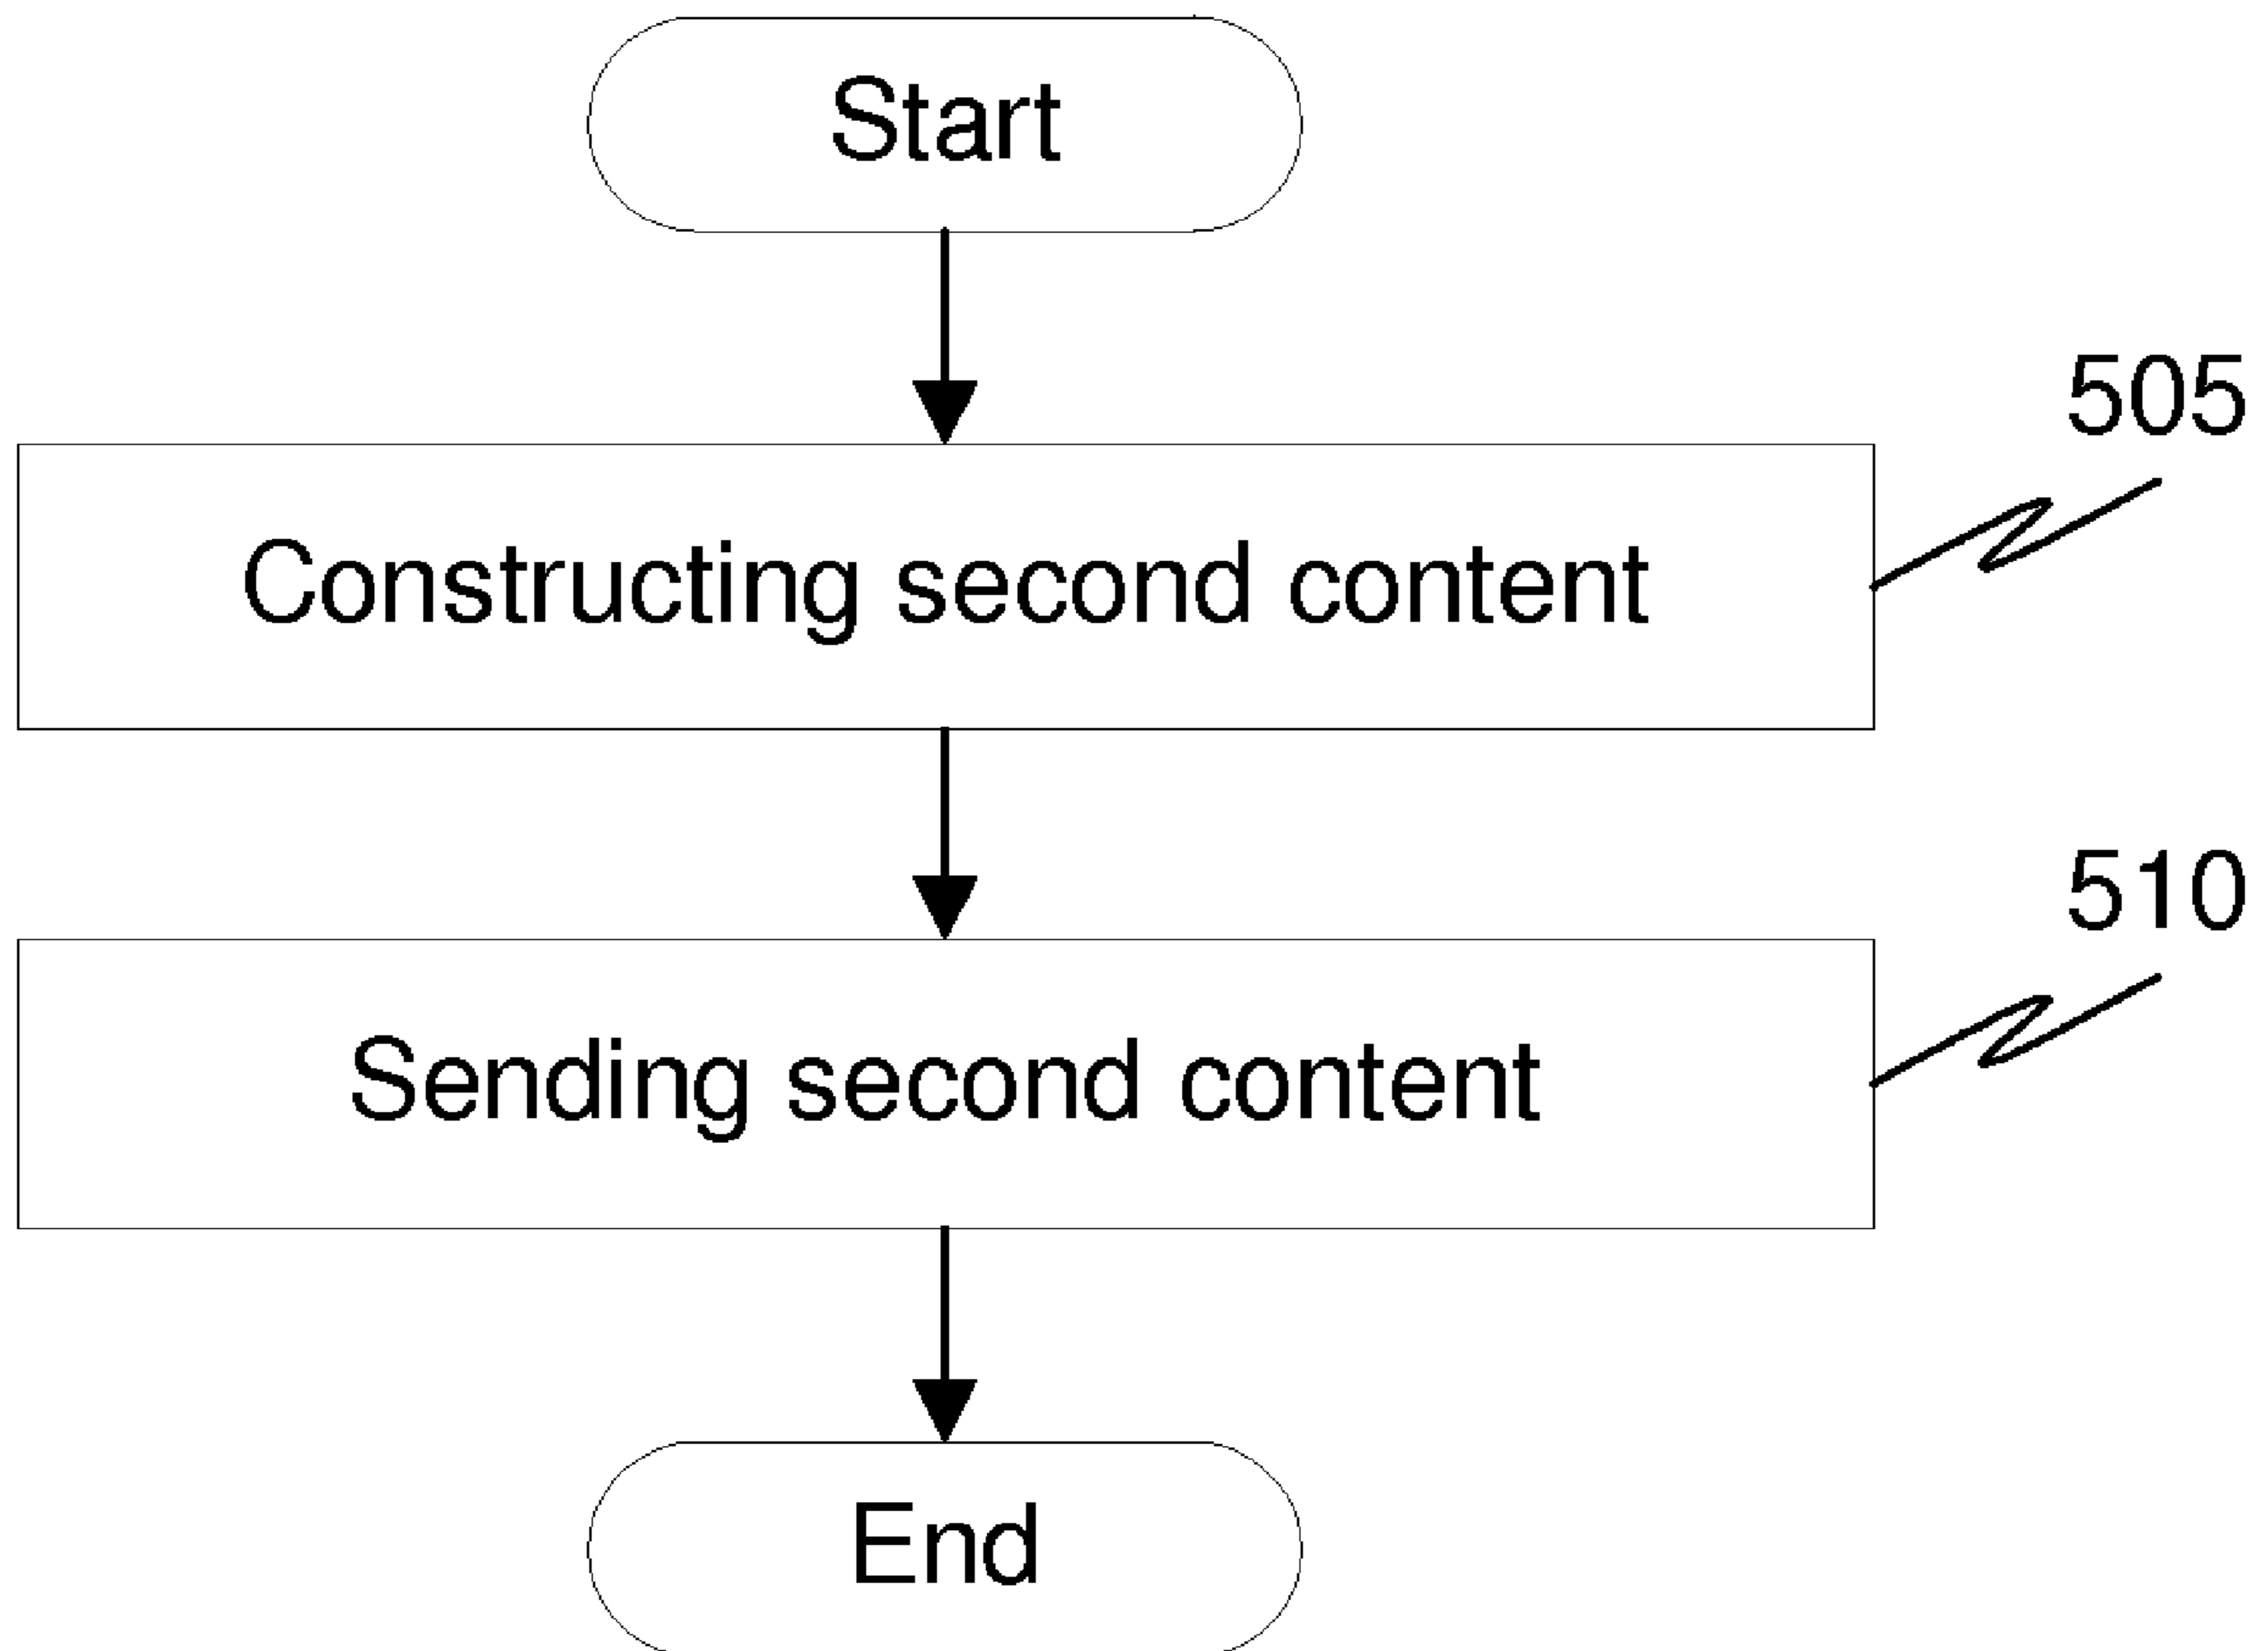 Start
505
Constructing second content
510
Sending second content
End